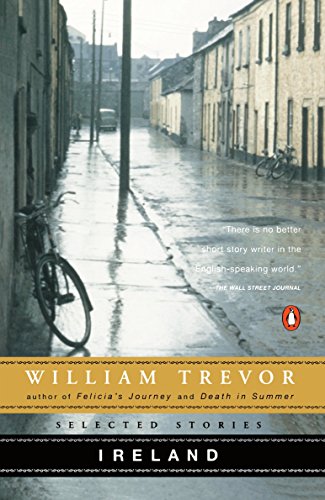 "There is no better
short story writer in the
English-speaking world."
—THE WALL STREET JOURNAL
WILLIAM TREVOR
author of Felicia's Journey and Death in Summer
SELECTED STORIES
IRELAND